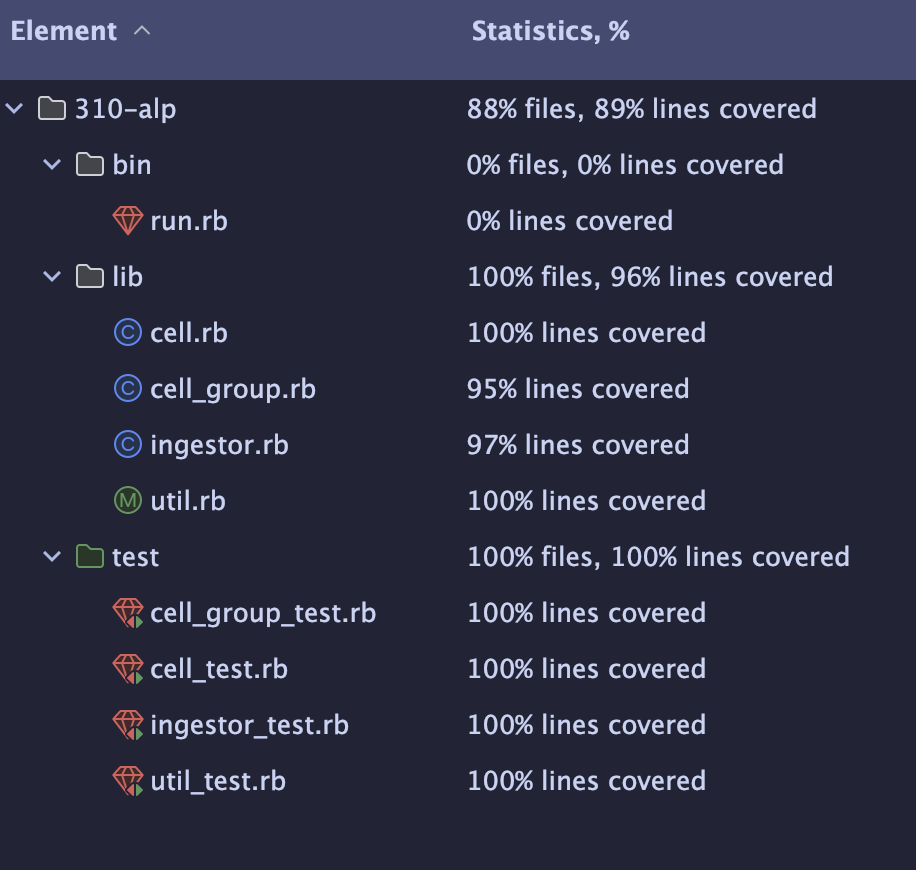 Element Statistics, %
310-alp 88% files, 89% lines covered
bin 0% files, 0% lines covered
run.rb 0% lines covered
lib 100% files, 96% lines covered
C cell.rb 100% lines covered
C cell_group.rb 95% lines covered
C ingestor.rb 97% lines covered
M util.rb 100% lines covered
test 100% files, 100% lines covered
cell_group_test.rb 100% lines covered
cell_test.rb 100% lines covered
ingestor_test.rb 100% lines covered
util_test.rb 100% lines covered